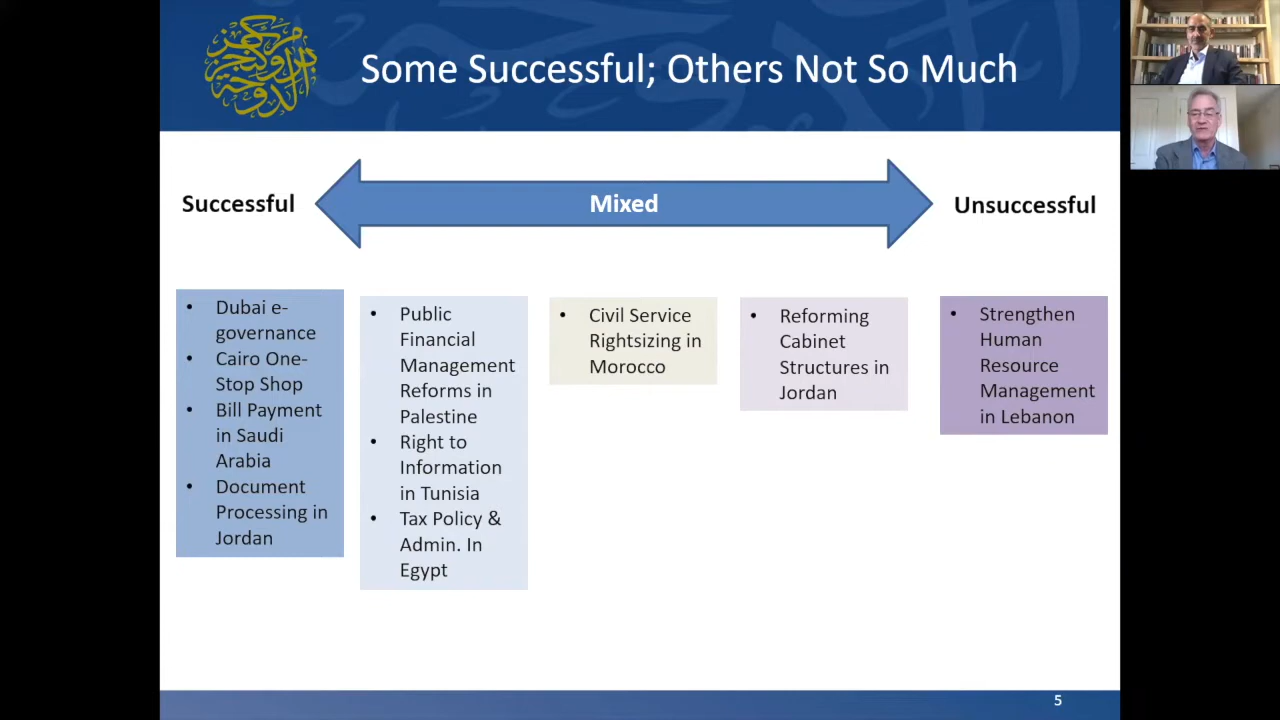 مركز بروكنجز الدوحة
Some Successful; Others Not So Much
Successful
Mixed
Unsuccessful
• Dubai e-
governance
• Cairo One-
Stop Shop
• Bill Payment
in Saudi
Arabia
• Document
Processing in
Jordan
• Public
Financial
Management
Reforms in
Palestine
• Right to
Information
in Tunisia
• Tax Policy &
Admin. In
Egypt
• Civil Service
Rightsizing in
Morocco
• Reforming
Cabinet
Structures in
Jordan
• Strengthen
Human
Resource
Management
in Lebanon
5